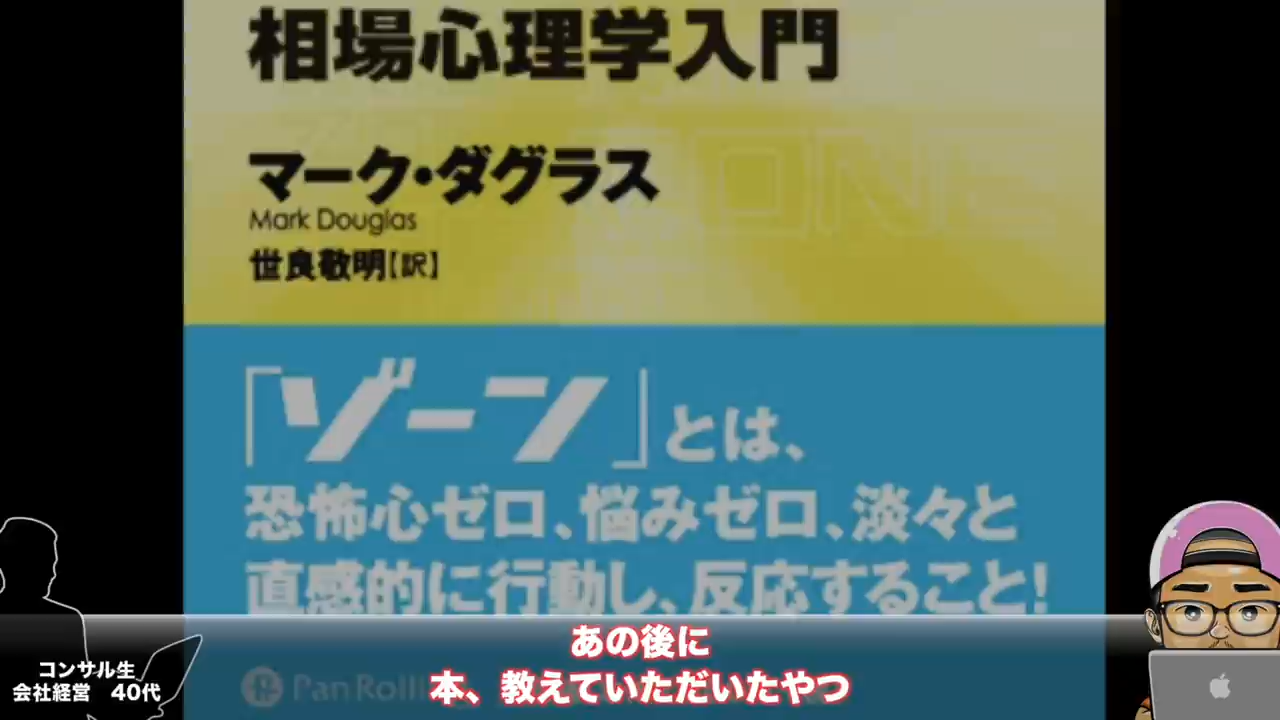 相場心理学入門
マーク・ダグラス
Mark Douglas
世良敬明[訳]
「ゾーン」とは、
恐怖心ゼロ、悩みゼロ、淡々と
直感的に行動し、反応すること!
あの後に
本、教えていただいたやつ
コンサル生
会社経営 40代